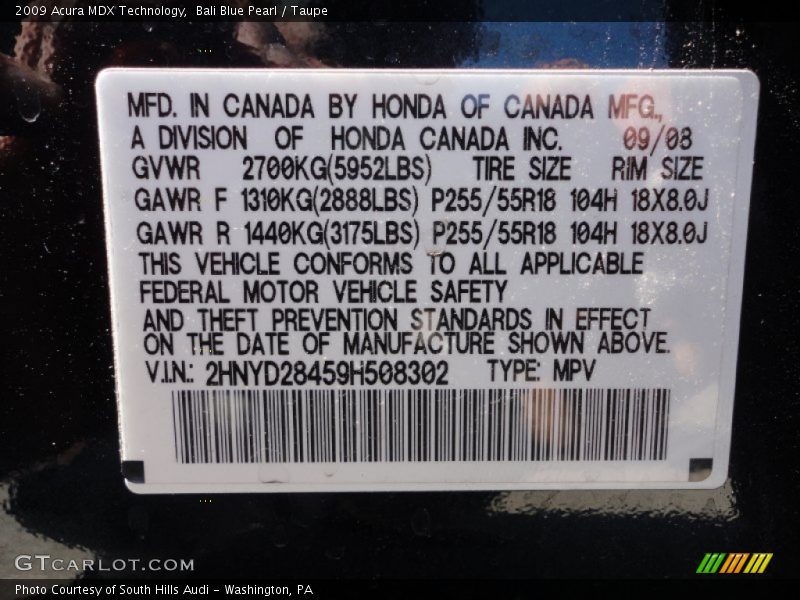 2009 Acura MDX Technology,  Bali Blue Pearl / Taupe
MFD. IN CANADA BY HONDA OF CANADA MFG.,
A DIVISION OF HONDA CANADA INC. 09/08
GVWR 2700KG(5952LBS) TIRE SIZE RIM SIZE
GAWR F 1310KG(2888LBS) P255/55R18 104H 18X8.0J
GAWR R 1440KG(3175LBS) P255/55R18 104H 18X8.0J
THIS VEHICLE CONFORMS TO ALL APPLICABLE
FEDERAL MOTOR VEHICLE SAFETY
AND THEFT PREVENTION STANDARDS IN EFFECT
ON THE DATE OF MANUFACTURE SHOWN ABOVE.
V.I.N.: 2HNYD28459H508302 TYPE: MPV
GTCARLOT.COM
Photo Courtesy of South Hills Audi - Washington, PA